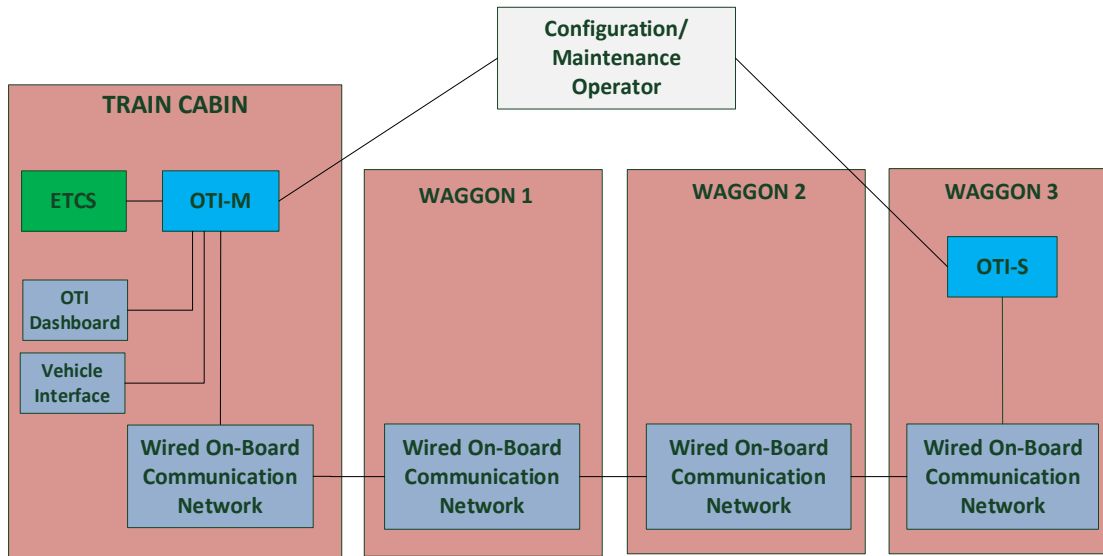 Configuration/
Maintenance
Operator
TRAIN CABIN
ETCS
OTI-M
OTI
Dashboard
Vehicle
Interface
Wired On-Board
Communication
Network
WAGGON 1
Wired On-Board
Communication
Network
WAGGON 2
Wired On-Board
Communication
Network
WAGGON 3
OTI-S
Wired On-Board
Communication
Network